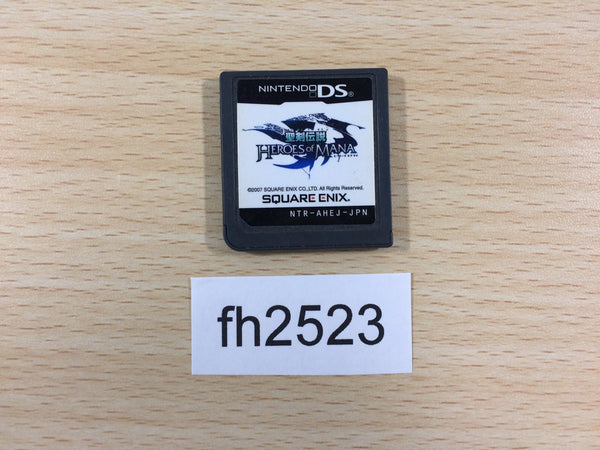 NINTENDO DS®
聖剣伝説
HEROES of MANA
©2007 SQUARE ENIX CO., LTD. All Rights Reserved.
SQUARE ENIX.
NTR-AHEJ-JPN
fh2523